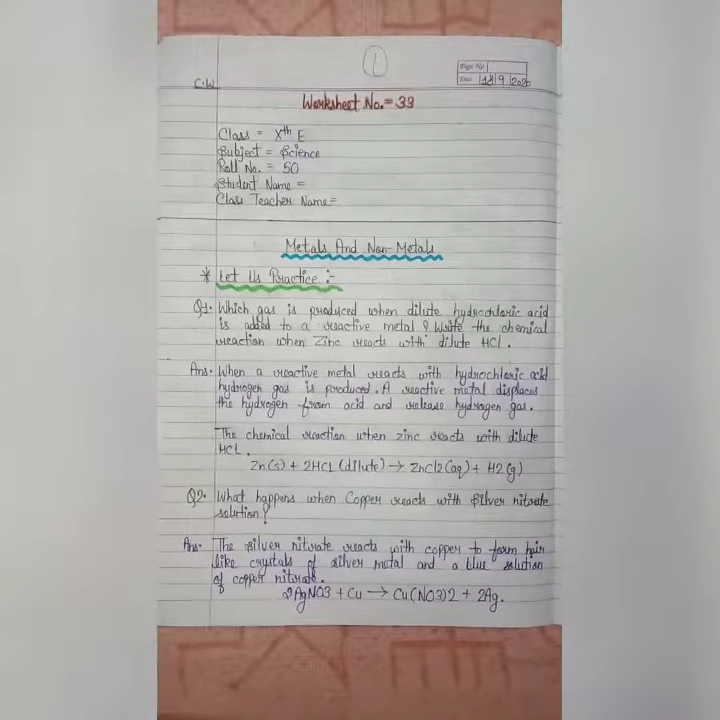 1
Page No.
Date 18 9 2020
C.W
Worksheet No. = 33
Class = Xth E
Subject = Science
Roll No. = 50
Student Name =
Class Teacher Name =
Metals And Non-Metals
* Let Us Practice :-
Q1. Which gas is produced when dilute hydrochloric acid
is added to a reactive metal ? Write the chemical
reaction when Zinc reacts with dilute HCl.
Ans. When a reactive metal reacts with hydrochloric acid
hydrogen gas is produced. A reactive metal displaces
the hydrogen from acid and release hydrogen gas.
The chemical reaction when zinc reacts with dilute
HCL.
Zn(s) + 2HCl (dilute) → ZnCl2(aq) + H2(g)
Q2. What happens when Copper reacts with Silver nitrate
solution?
Ans. The silver nitrate reacts with copper to form hair
like crystals of silver metal and a blue solution
of copper nitrate.
2AgNO3 + Cu → Cu(NO3)2 + 2Ag.